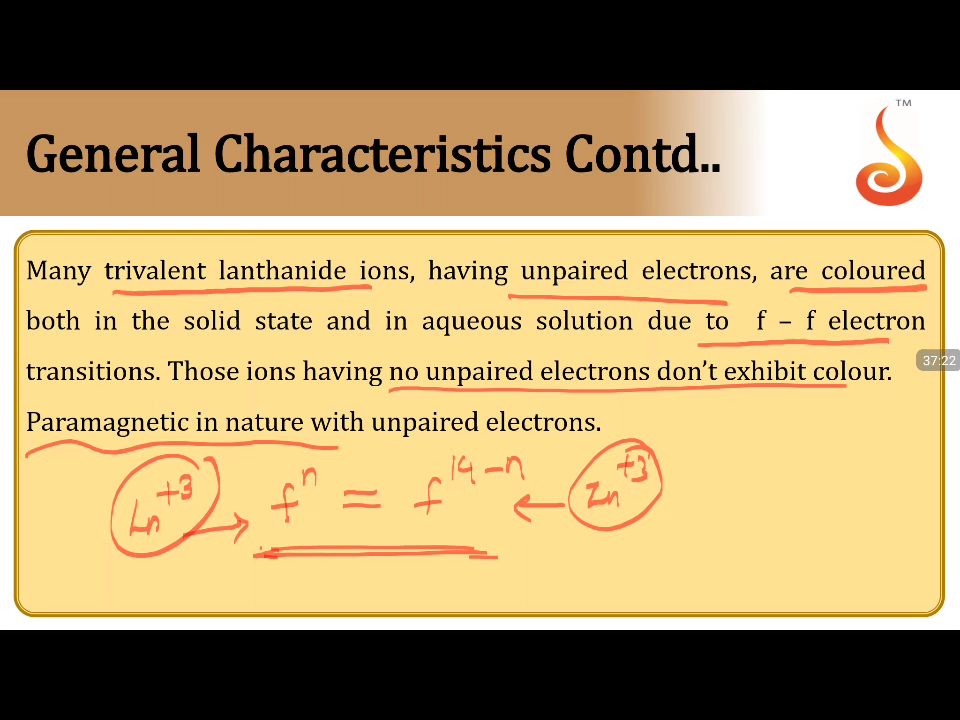 TM
General Characteristics Contd..
Many trivalent lanthanide ions, having unpaired electrons, are coloured
both in the solid state and in aqueous solution due to f – f electron
37:22
transitions. Those ions having no unpaired electrons don't exhibit colour.
Paramagnetic in nature with unpaired electrons.
Ln+3 → fⁿ = f14-n ← Ln+3